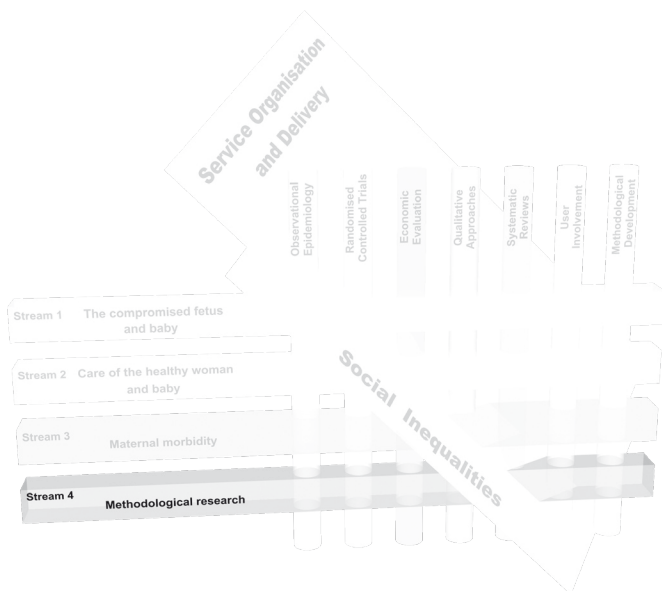 Service Organisation
and Delivery
Observational
Epidemiology
Randomised
Controlled Trials
Economic
Evaluation
Qualitative
Approaches
Systematic
Reviews
User
Involvement
Methodological
Development
Stream 1 The compromised fetus
and baby
Stream 2 Care of the healthy woman
and baby
Social Inequalities
Stream 3
Maternal morbidity
Stream 4
Methodological research